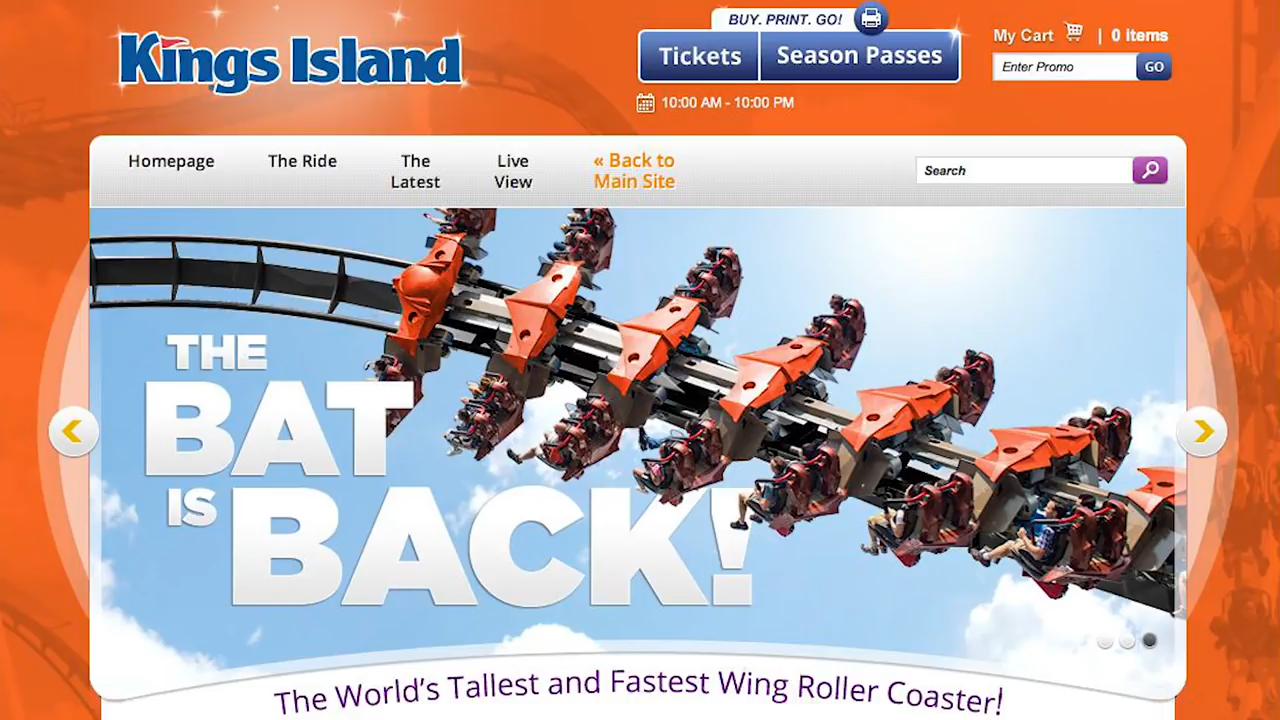 Kings Island
BUY. PRINT. GO!
Tickets
Season Passes
My Cart | 0 items
Enter Promo
GO
10:00 AM - 10:00 PM
Homepage
The Ride
The
Latest
Live
View
« Back to
Main Site
Search
THE
BAT
IS
BACK!
The World's Tallest and Fastest Wing Roller Coaster!